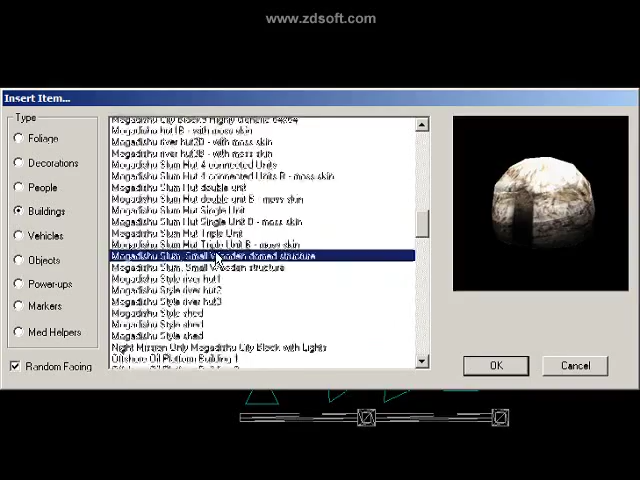 www.zdsoft.com
Insert Item...
Type
Foliage
Decorations
People
Buildings
Vehicles
Objects
Power-ups
Markers
Med Helpers
Random Facing
Mogadishu City Block 3 Highly Generic 64x64
Mogadishu hut1B - with moss skin
Mogadishu river hut2B - with moss skin
Mogadishu river hut3B - with moss skin
Mogadishu Slum Hut 4 connected Units
Mogadishu Slum Hut 4 connected Units B - moss skin
Mogadishu Slum Hut double unit
Mogadishu Slum Hut double unit B - moss skin
Mogadishu Slum Hut Single Unit
Mogadishu Slum Hut Single Unit B - moss skin
Mogadishu Slum Hut Triple Unit
Mogadishu Slum Hut Triple Unit B - moss skin
Mogadishu Slum, Small Wooden domed structure
Mogadishu Slum, Small Wooden structure
Mogadishu Style river hut1
Mogadishu Style river hut2
Mogadishu Style river hut3
Mogadishu Style shed
Mogadishu Style shed
Mogadishu Style shed
Night Mission Only Mogadishu City Block with Lights
Offshore Oil Platform Building 1
OK
Cancel